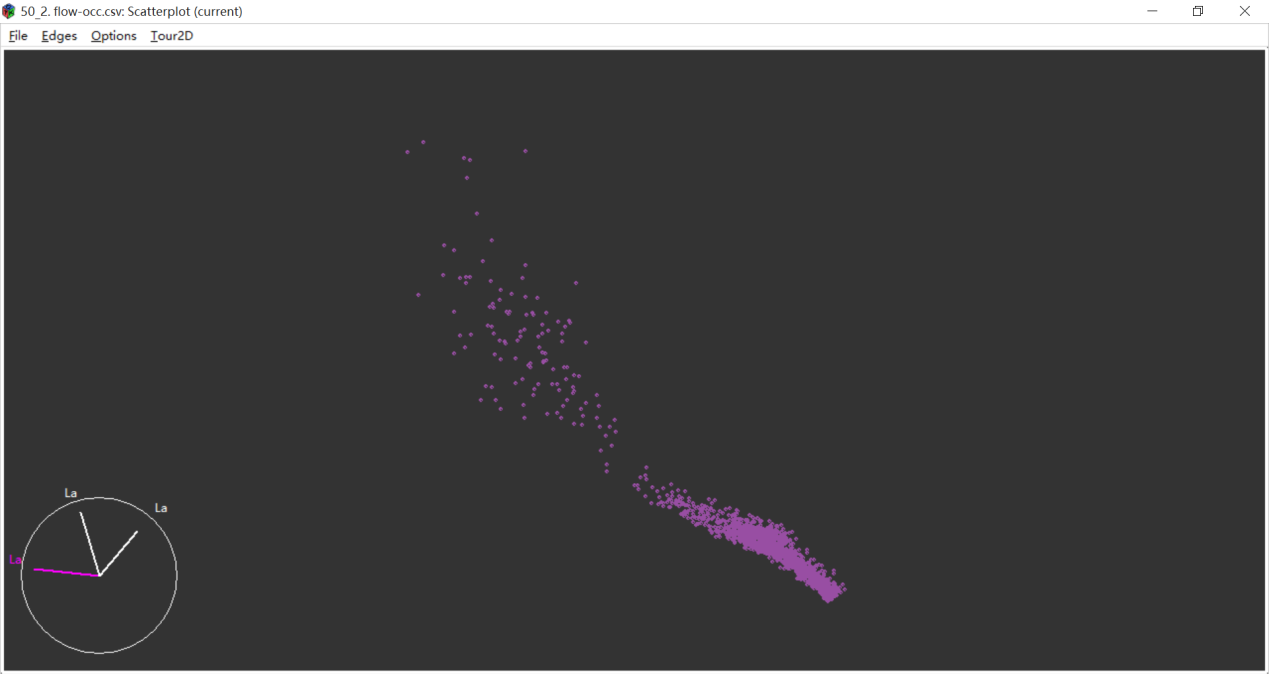 50_2. flow-occ.csv: Scatterplot (current)
File Edges Options Tour2D
La
La
La